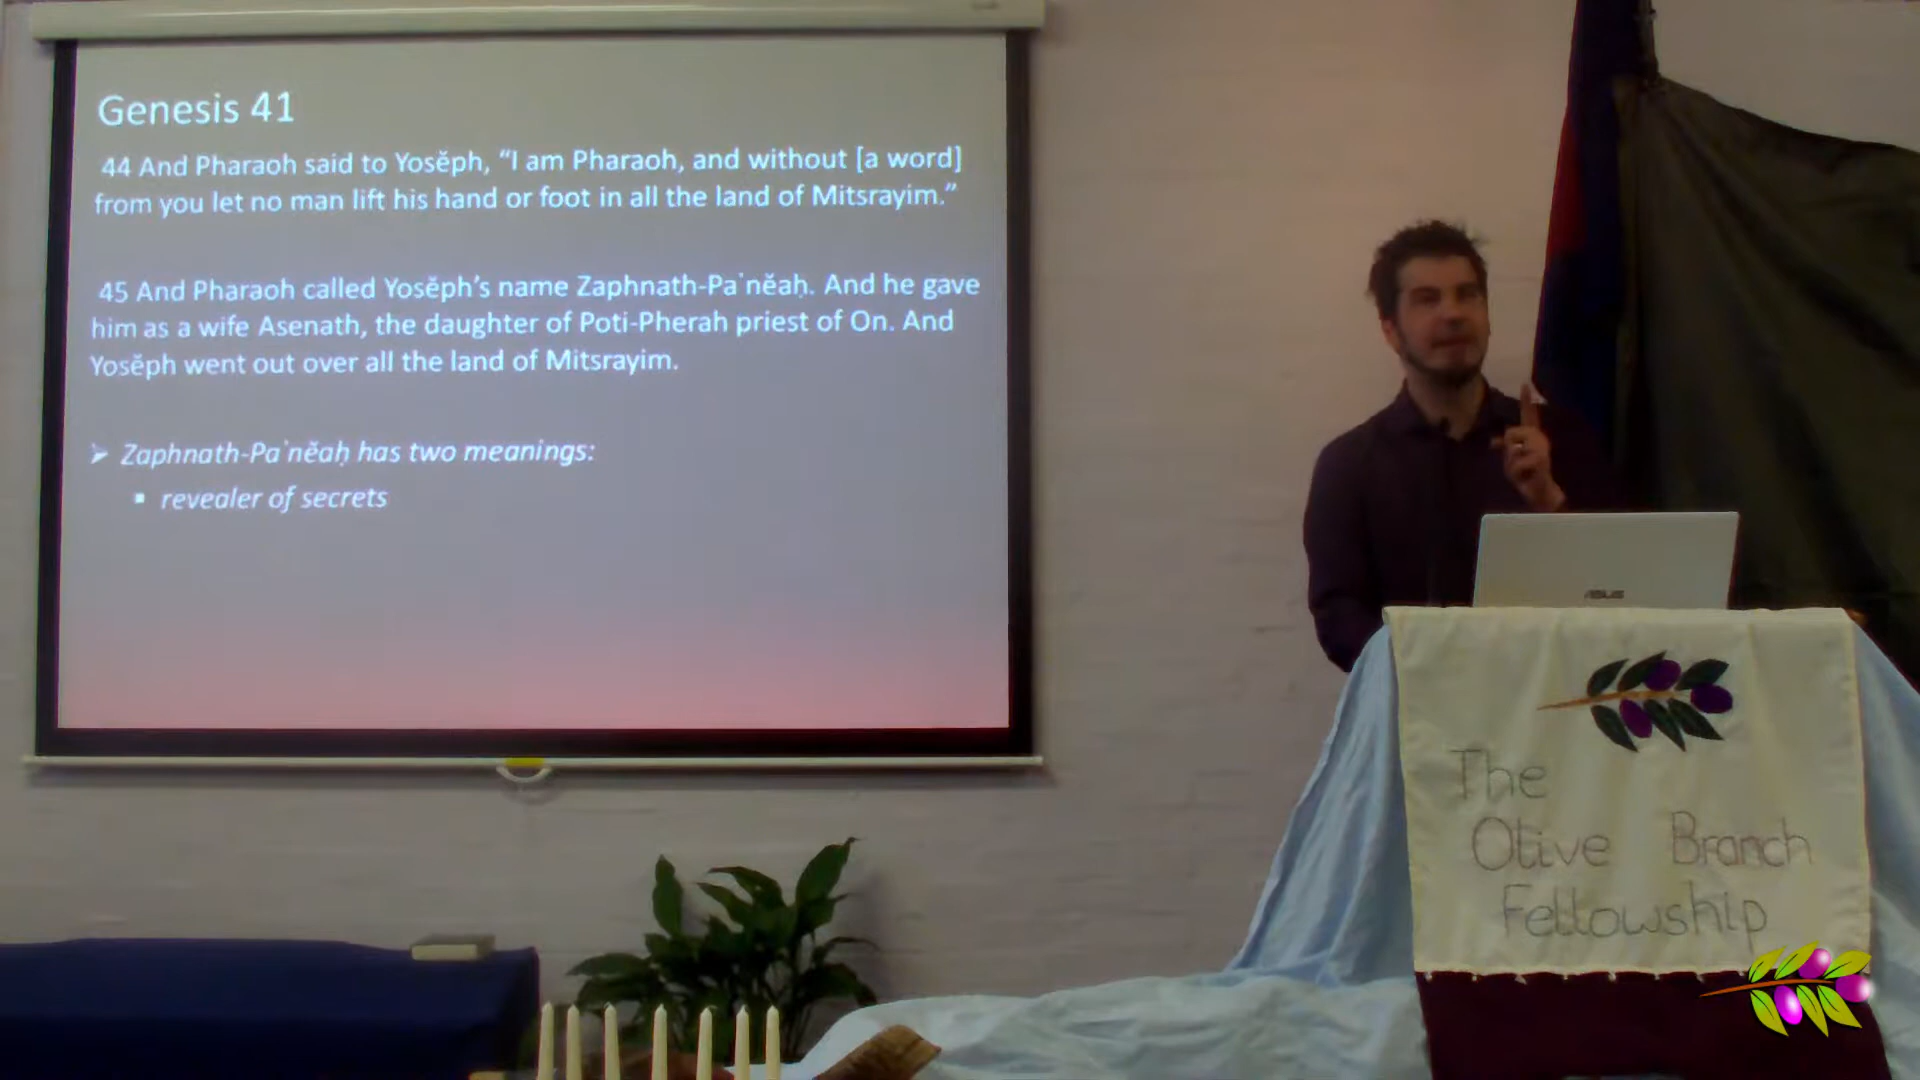 Genesis 41
44 And Pharaoh said to Yosĕph, “I am Pharaoh, and without [a word]
from you let no man lift his hand or foot in all the land of Mitsrayim.”
45 And Pharaoh called Yosĕph’s name Zaphnath-Pa῾nĕaḥ. And he gave
him as a wife Asenath, the daughter of Poti-Pherah priest of On. And
Yosĕph went out over all the land of Mitsrayim.
➢ Zaphnath-Pa῾nĕaḥ has two meanings:
▪ revealer of secrets
ASUS
The
Olive Branch
Fellowship